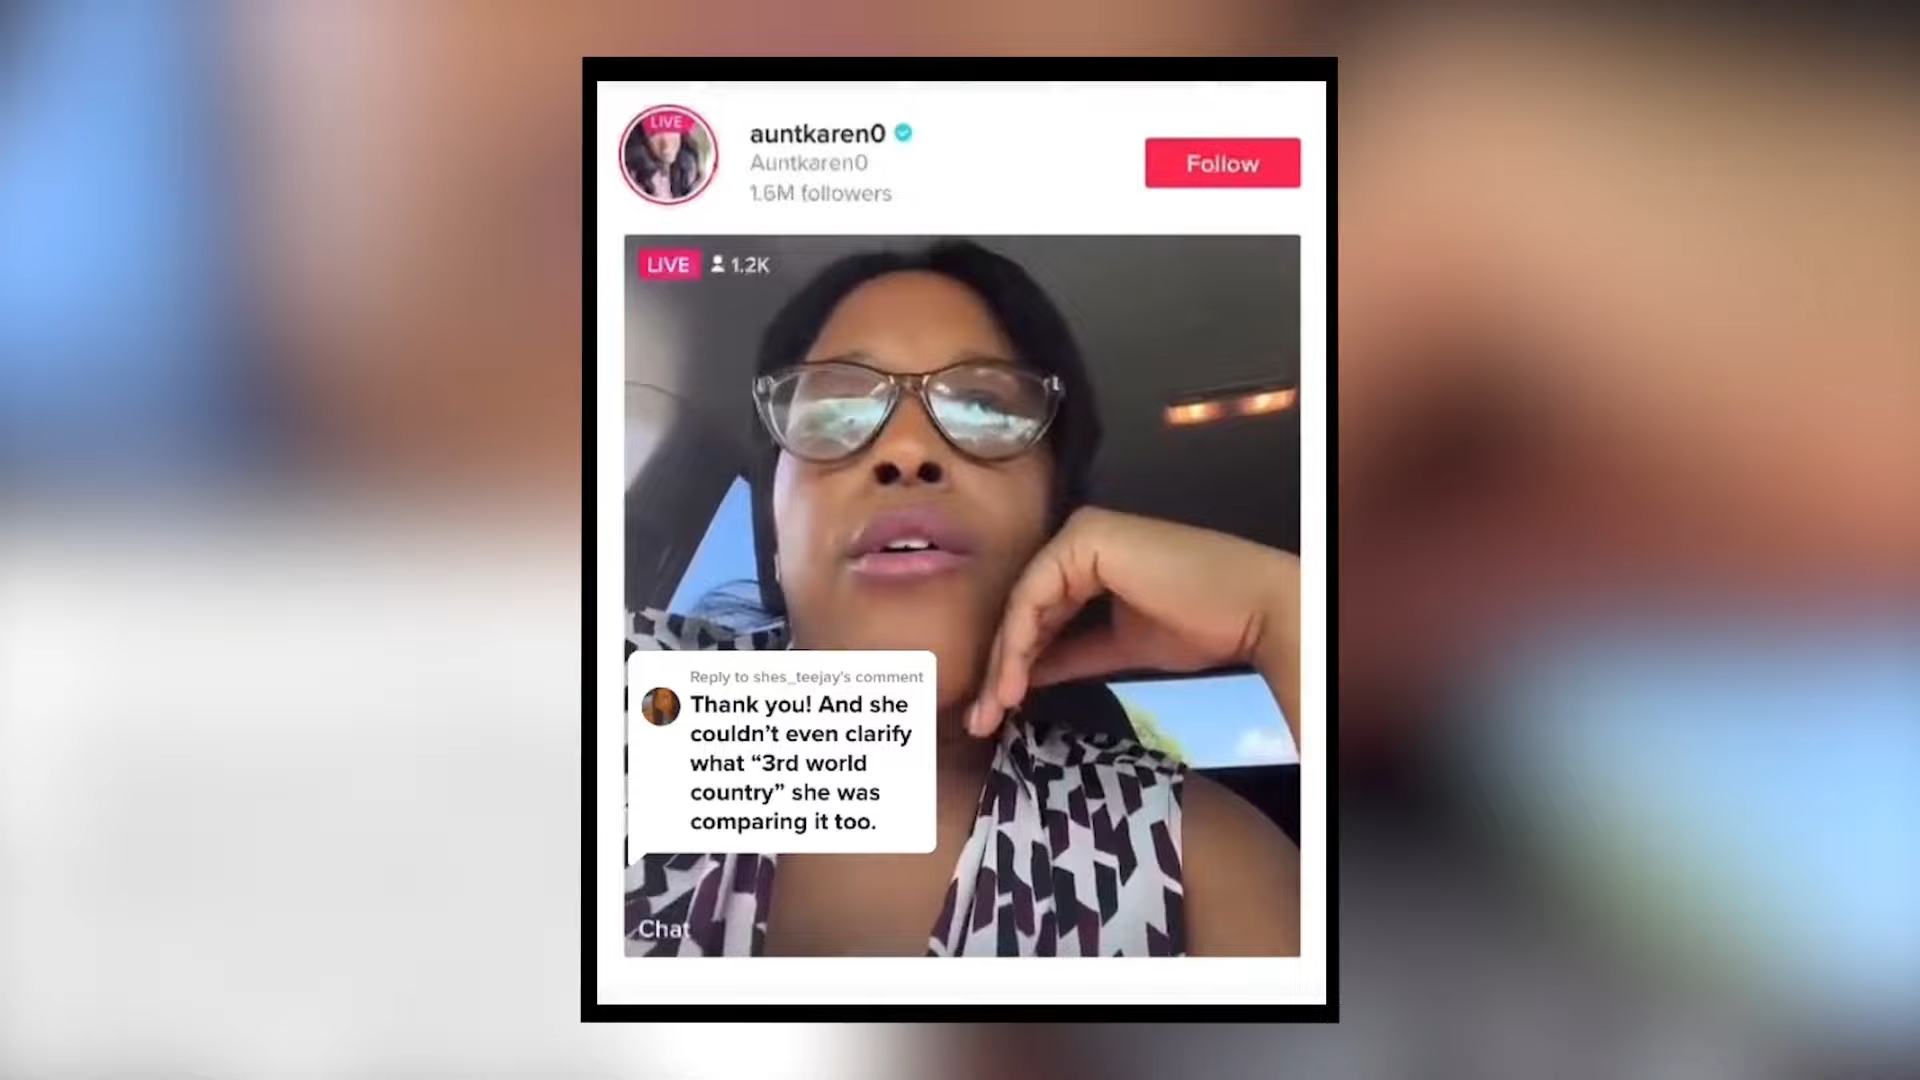 LIVE
auntkaren0
Auntkaren0
1.6M followers
Follow
LIVE 1.2K
Reply to shes_teejay's comment
Thank you! And she
couldn't even clarify
what “3rd world
country” she was
comparing it too.
Chat